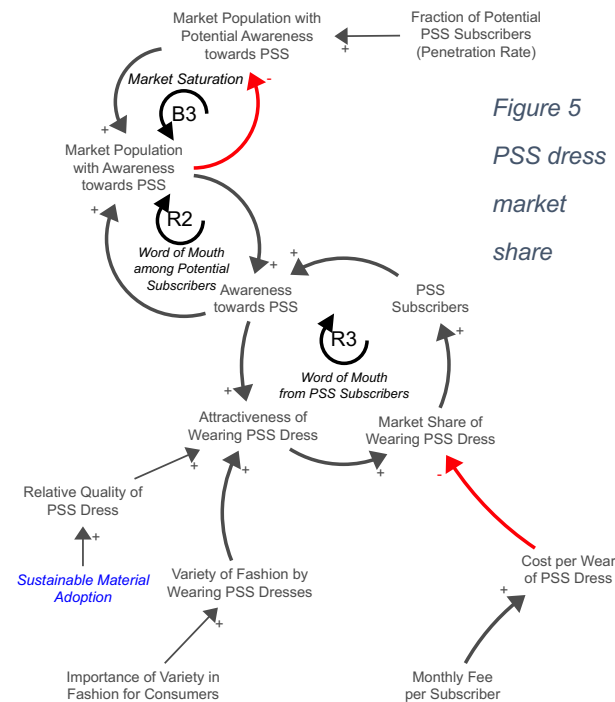 Market Population with
Potential Awareness
towards PSS
+
Fraction of Potential
PSS Subscribers
(Penetration Rate)
Market Saturation
-
B3
Figure 5
PSS dress
market
share
+
Market Population
with Awareness
towards PSS
+
R2
Word of Mouth
among Potential
Subscribers
+
+
Awareness
towards PSS
PSS
Subscribers
+
R3
Word of Mouth
from PSS Subscribers
+
Attractiveness of
Wearing PSS Dress
Market Share of
Wearing PSS Dress
+
+
+
-
Relative Quality of
PSS Dress
+
Sustainable Material
Adoption
Variety of Fashion by
Wearing PSS Dresses
+
Cost per Wear
of PSS Dress
+
Importance of Variety in
Fashion for Consumers
Monthly Fee
per Subscriber